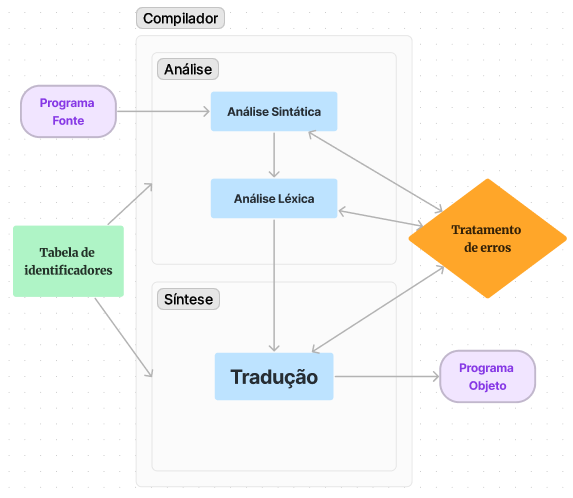 Compilador
Análise
Programa
Fonte
Análise Sintática
Análise Léxica
Tratamento
de erros
Tabela de
identificadores
Síntese
Tradução
Programa
Objeto